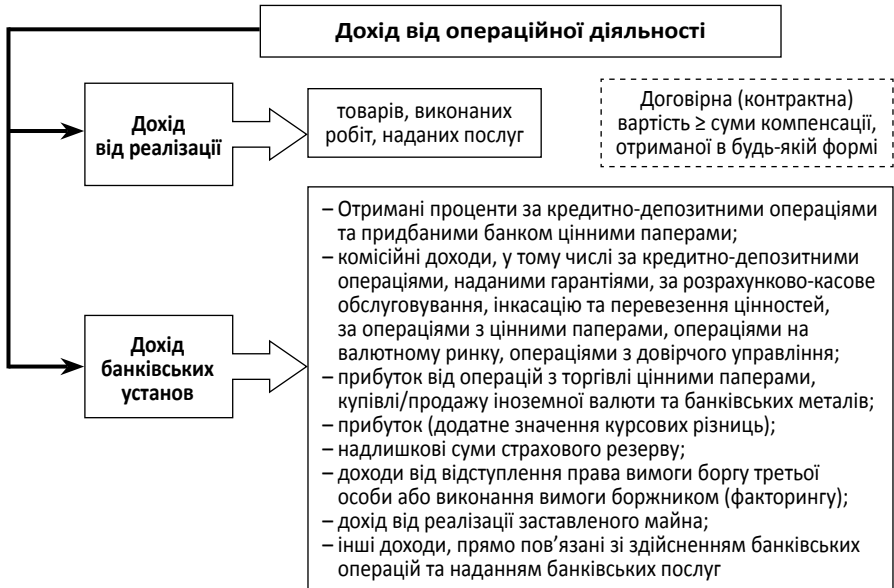 Дохід від операційної діяльності
Дохід
від реалізації
товарів, виконаних
робіт, наданих послуг
Договірна (контрактна)
вартість ≥ суми компенсації,
отриманої в будь-якій формі
Дохід
банківських
установ
– Отримані проценти за кредитно-депозитними операціями
та придбаними банком цінними паперами;
– комісійні доходи, у тому числі за кредитно-депозитними
операціями, наданими гарантіями, за розрахунково-касове
обслуговування, інкасацію та перевезення цінностей,
за операціями з цінними паперами, операціями на
валютному ринку, операціями з довірчого управління;
– прибуток від операцій з торгівлі цінними паперами,
купівлі/продажу іноземної валюти та банківських металів;
– прибуток (додатне значення курсових різниць);
– надлишкові суми страхового резерву;
– доходи від відступлення права вимоги боргу третьої
особи або виконання вимоги боржником (факторингу);
– дохід від реалізації заставленого майна;
– інші доходи, прямо пов’язані зі здійсненням банківських
операцій та наданням банківських послуг